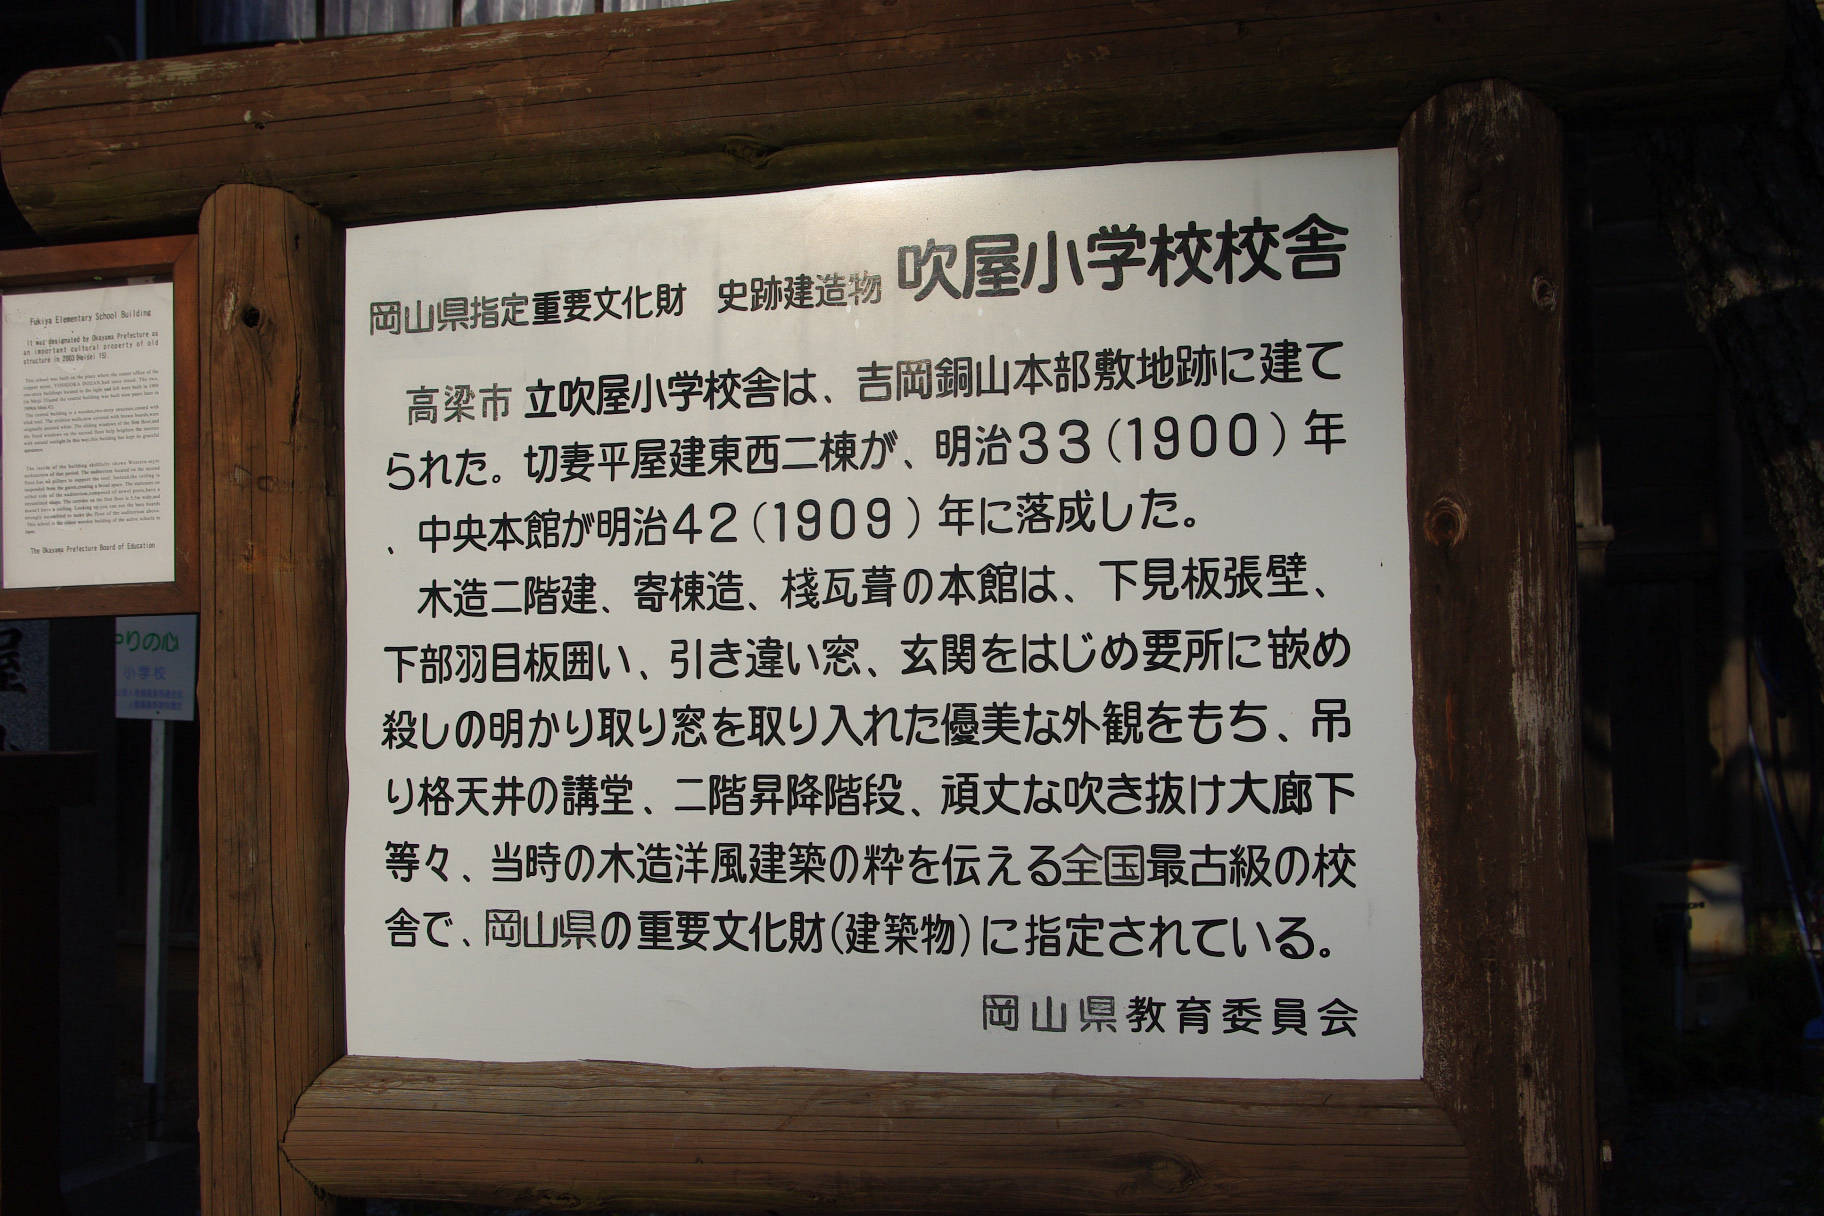 岡山県指定重要文化財　史跡建造物 吹屋小学校校舎
高梁市立吹屋小学校校舎は、吉岡銅山本部敷地跡に建て
られた。切妻平屋建東西二棟が、明治33(1900)年
、中央本館が明治42(1909)年に落成した。
木造二階建、寄棟造、棧瓦葺の本館は、下見板張壁、
下部羽目板囲い、引き違い窓、玄関をはじめ要所に嵌め
殺しの明かり取り窓を取り入れた優美な外観をもち、吊
り格天井の講堂、二階昇降階段、頑丈な吹き抜け大廊下
等々、当時の木造洋風建築の粋を伝える全国最古級の校
舎で、岡山県の重要文化財(建築物)に指定されている。
岡山県教育委員会
Fukiya Elementary School Building
it was designated by Okayama Prefecture as
an important cultural property of old
structure in 2003(Heisei 15).
The Okayama Prefecture Board of Education
やりの心
小学校